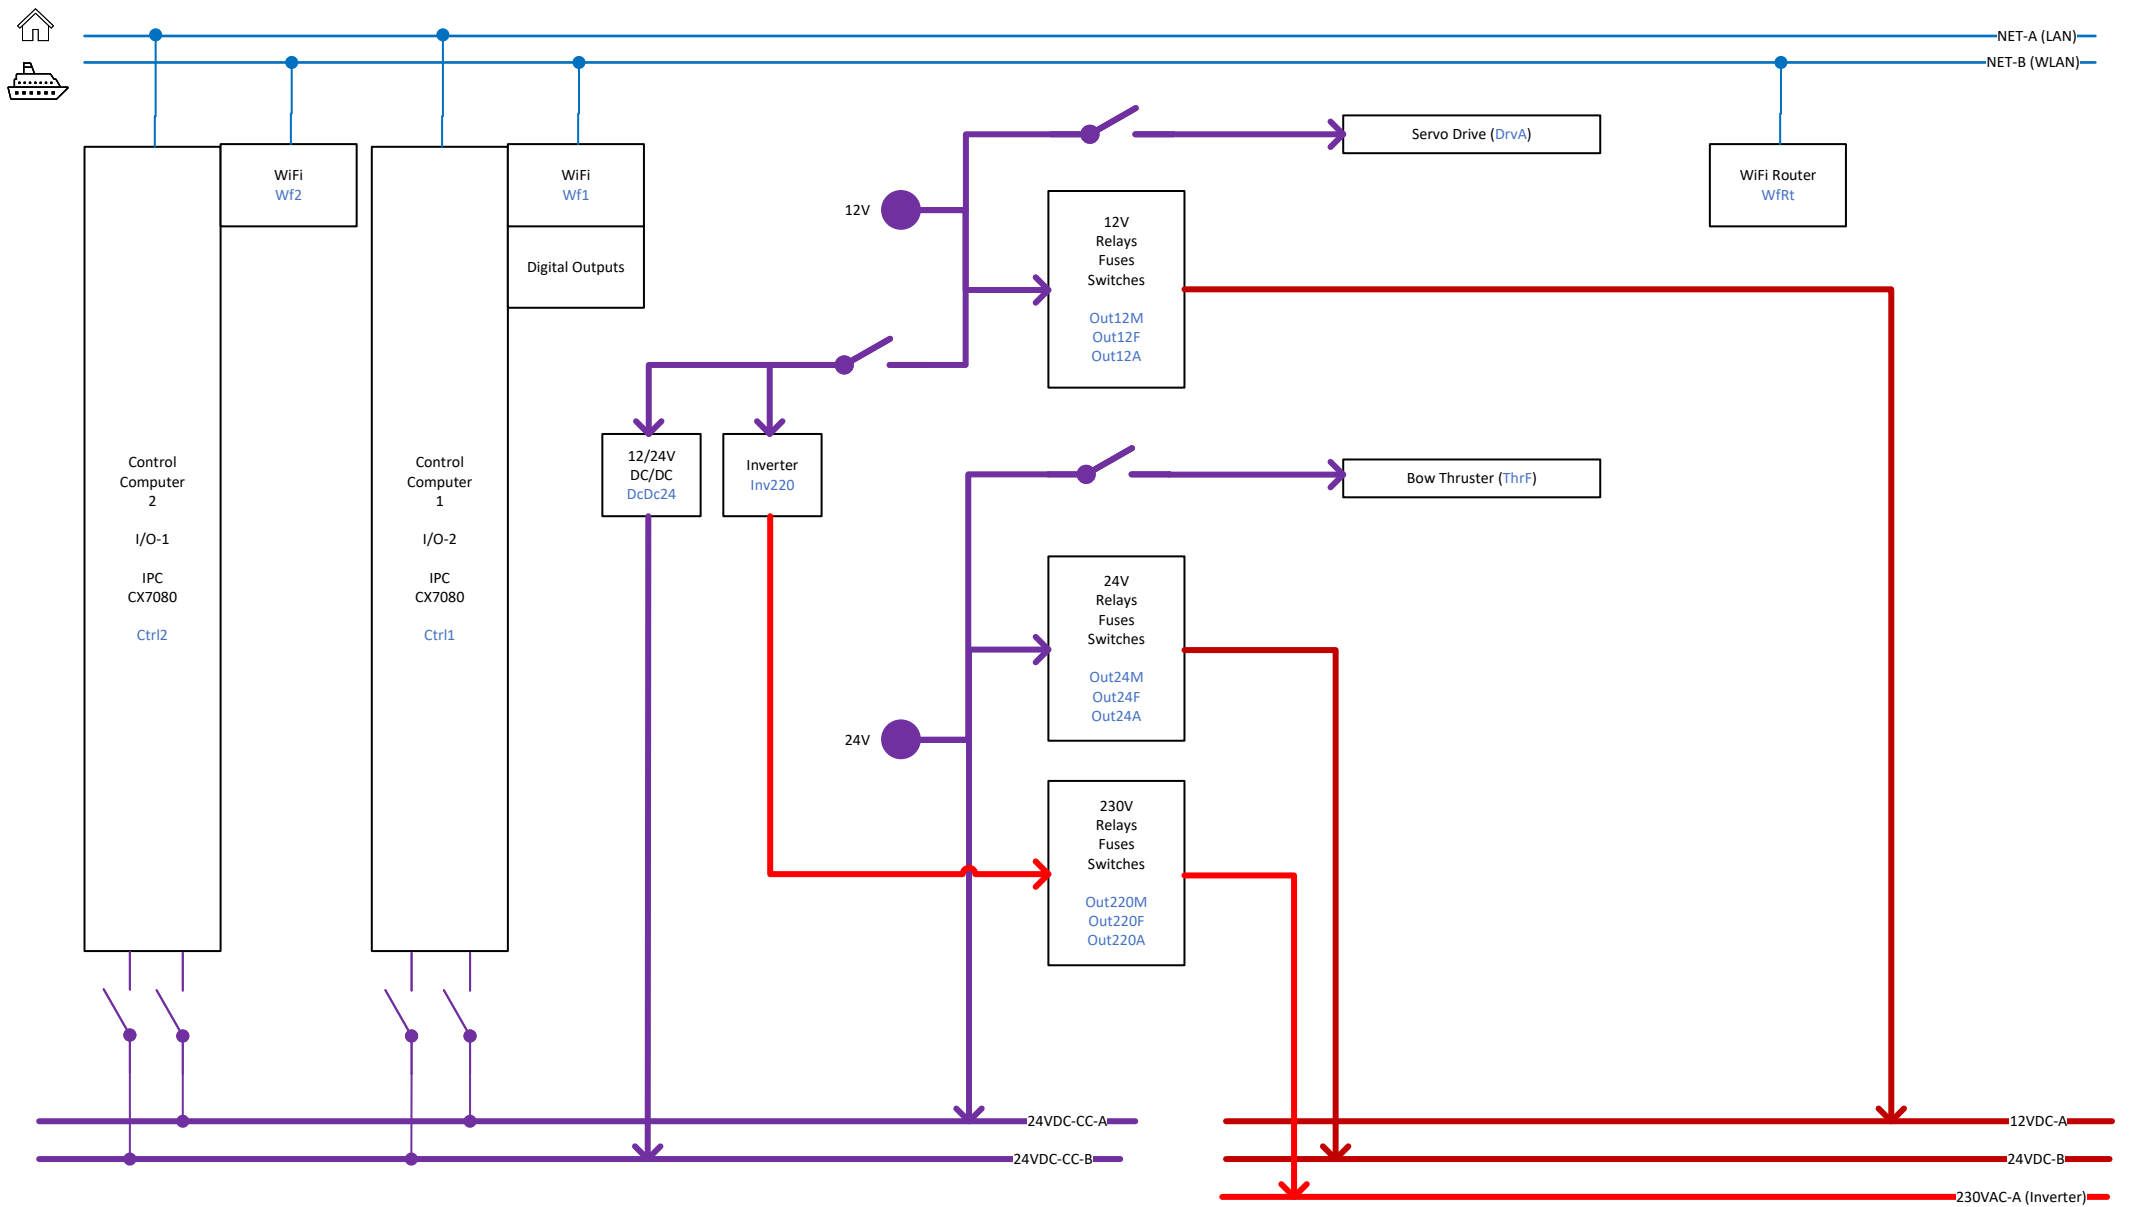 NET-A (LAN)
NET-B (WLAN)
WiFi
Wf2
WiFi
Wf1
Digital Outputs
Servo Drive (DrvA)
WiFi Router
WfRt
12V
12V
Relays
Fuses
Switches
Out12M
Out12F
Out12A
Control
Computer
2
I/O-1
IPC
CX7080
Ctrl2
Control
Computer
1
I/O-2
IPC
CX7080
Ctrl1
12/24V
DC/DC
DcDc24
Inverter
Inv220
Bow Thruster (ThrF)
24V
Relays
Fuses
Switches
Out24M
Out24F
Out24A
24V
230V
Relays
Fuses
Switches
Out220M
Out220F
Out220A
24VDC-CC-A
24VDC-CC-B
12VDC-A
24VDC-B
230VAC-A (Inverter)